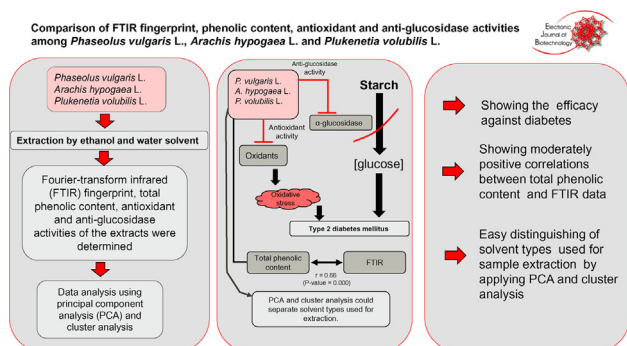 Comparison of FTIR fingerprint, phenolic content, antioxidant and anti-glucosidase activities
among Phaseolus vulgaris L., Arachis hypogaea L. and Plukenetia volubilis L.
Electronic
Journal of
Biotechnology
Phaseolus vulgaris L.
Arachis hypogaea L.
Plukenetia volubilis L.
Extraction by ethanol and water solvent
Fourier-transform infrared
(FTIR) fingerprint, total
phenolic content, antioxidant
and anti-glucosidase
activities of the extracts were
determined
Data analysis using
principal component
analysis (PCA) and
cluster analysis
P. vulgaris L.
A. hypogaea L.
P. volubilis L.
Anti-glucosidase
activity
Starch
α-glucosidase
Antioxidant
activity
Oxidants
[glucose]
Oxidative
stress
Type 2 diabetes mellitus
Total phenolic
content
FTIR
r = 0.66
(P-value = 0.000)
PCA and cluster analysis could
separate solvent types used for
extraction.
Showing the efficacy
against diabetes
Showing moderately
positive correlations
between total phenolic
content and FTIR data
Easy distinguishing of
solvent types used for
sample extraction by
applying PCA and cluster
analysis